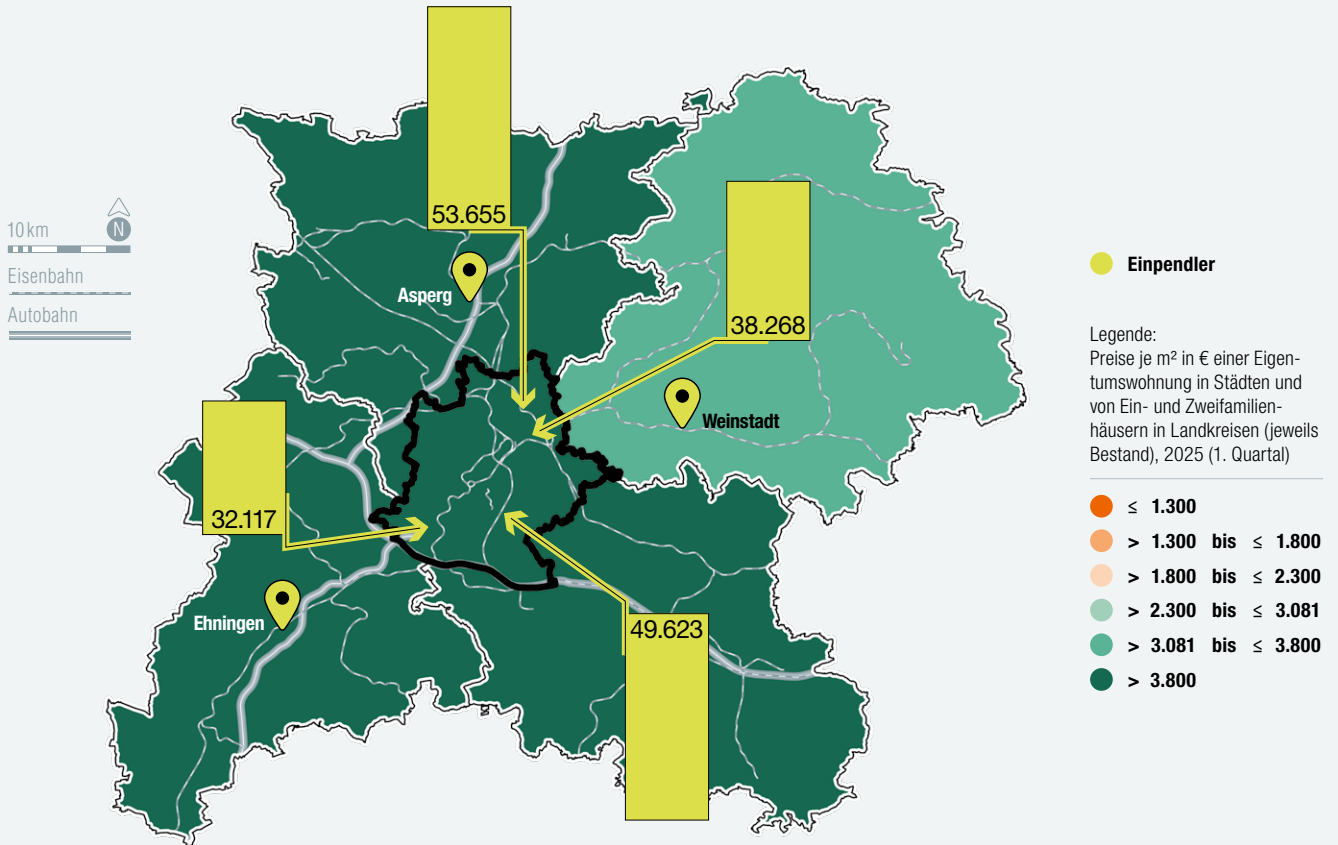 53.655
10 km
N
Eisenbahn
Autobahn
Asperg
38.268
Weinstadt
32.117
Ehningen
49.623
Einpendler
Legende:
Preise je m² in € einer Eigen-
tumswohnung in Städten und
von Ein- und Zweifamilien-
häusern in Landkreisen (jeweils
Bestand), 2025 (1. Quartal)
≤ 1.300
> 1.300 bis ≤ 1.800
> 1.800 bis ≤ 2.300
> 2.300 bis ≤ 3.081
> 3.081 bis ≤ 3.800
> 3.800